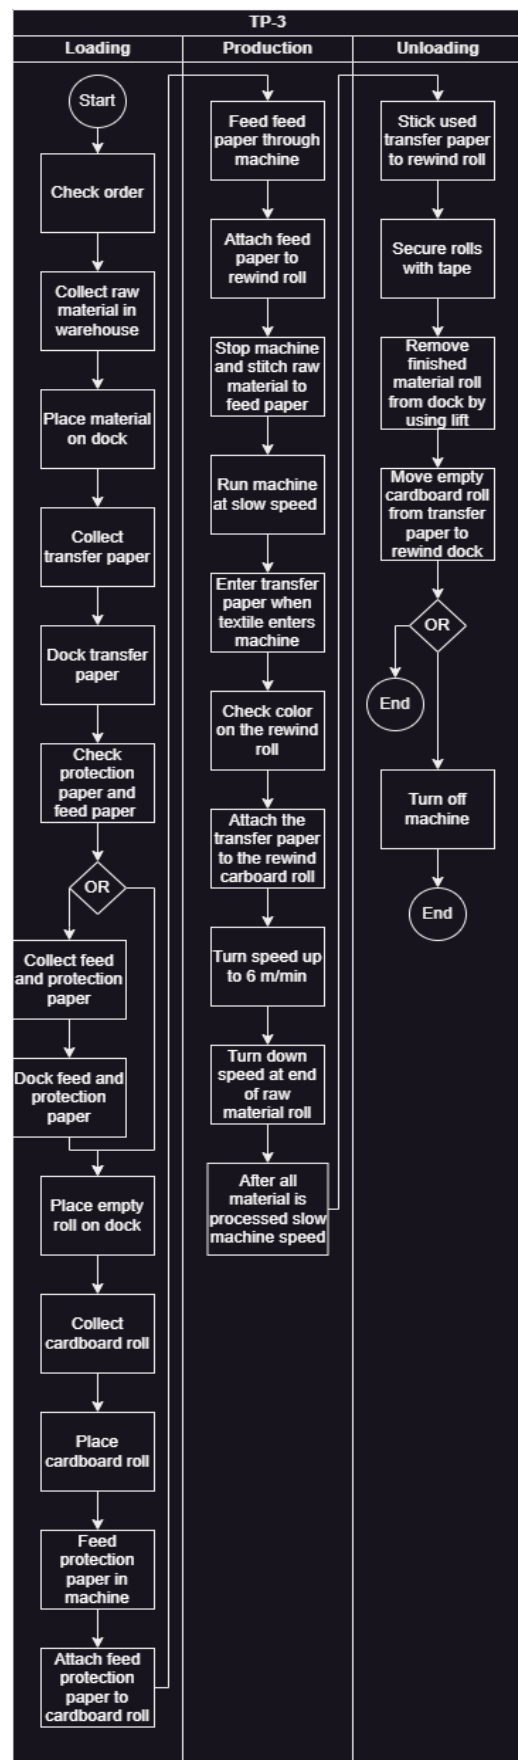 TP-3
Loading
Production
Unloading
Start
Check order
Collect raw
material in
warehouse
Place material
on dock
Collect
transfer paper
Dock transfer
paper
Check
protection
paper and
feed paper
OR
Collect feed
and protection
paper
Dock feed and
protection
paper
Place empty
roll on dock
Collect
cardboard roll
Place
cardboard roll
Feed
protection
paper in
machine
Attach feed
protection
paper to
cardboard roll
Feed feed
paper through
machine
Attach feed
paper to
rewind roll
Stop machine
and stitch raw
material to
feed paper
Run machine
at slow speed
Enter transfer
paper when
textile enters
machine
Check color
on the rewind
roll
Attach the
transfer paper
to the rewind
carboard roll
Turn speed up
to 6 m/min
Turn down
speed at end
of raw
material roll
After all
material is
processed slow
machine speed
Stick used
transfer paper
to rewind roll
Secure rolls
with tape
Remove
finished
material roll
from dock by
using lift
Move empty
cardboard roll
from transfer
paper to
rewind dock
OR
End
Turn off
machine
End